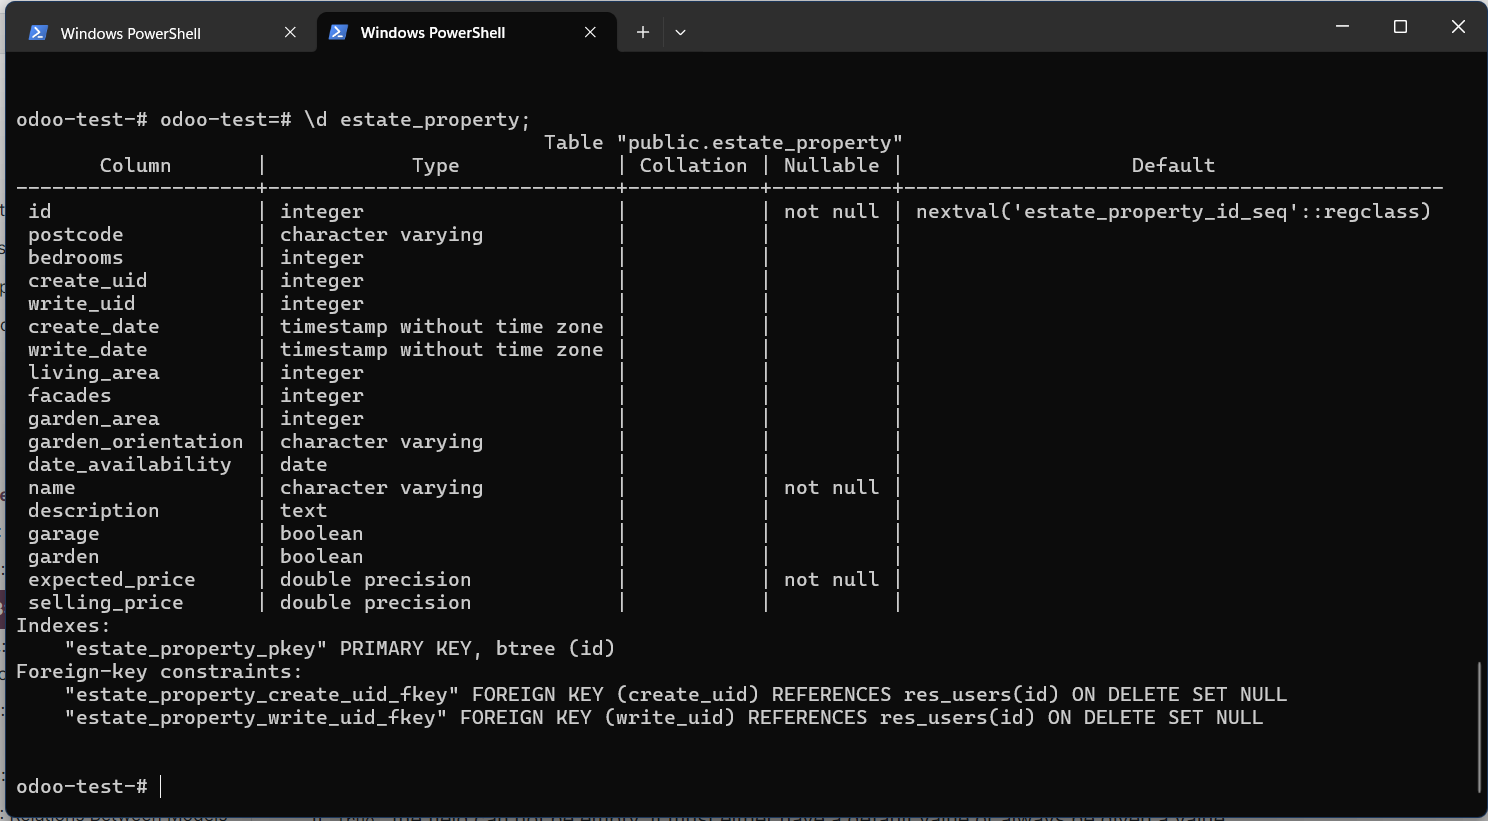 Windows PowerShell
Windows PowerShell
odoo-test-# odoo-test=# \d estate_property;
                                            Table "public.estate_property"
       Column       |            Type             | Collation | Nullable |                   Default
--------------------+-----------------------------+-----------+----------+---------------------------------------------
 id                 | integer                     |           | not null | nextval('estate_property_id_seq'::regclass)
 postcode           | character varying           |           |          |
 bedrooms           | integer                     |           |          |
 create_uid         | integer                     |           |          |
 write_uid          | integer                     |           |          |
 create_date        | timestamp without time zone |           |          |
 write_date         | timestamp without time zone |           |          |
 living_area        | integer                     |           |          |
 facades            | integer                     |           |          |
 garden_area        | integer                     |           |          |
 garden_orientation | character varying           |           |          |
 date_availability  | date                        |           |          |
 name               | character varying           |           | not null |
 description        | text                        |           |          |
 garage             | boolean                     |           |          |
 garden             | boolean                     |           |          |
 expected_price     | double precision            |           | not null |
 selling_price      | double precision            |           |          |
Indexes:
    "estate_property_pkey" PRIMARY KEY, btree (id)
Foreign-key constraints:
    "estate_property_create_uid_fkey" FOREIGN KEY (create_uid) REFERENCES res_users(id) ON DELETE SET NULL
    "estate_property_write_uid_fkey" FOREIGN KEY (write_uid) REFERENCES res_users(id) ON DELETE SET NULL
odoo-test-#